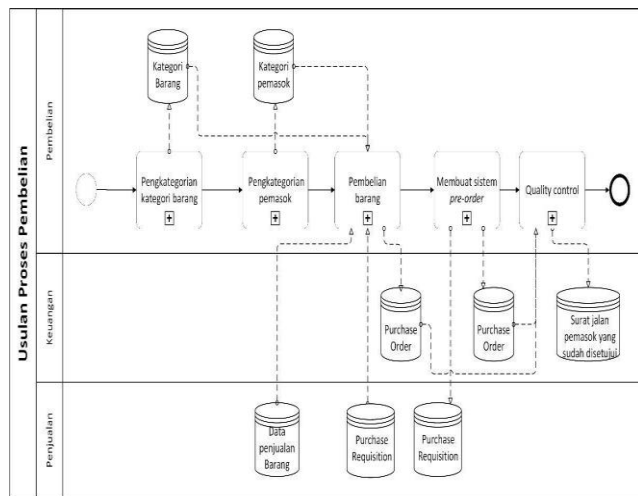 Usulan Proses Pembelian
Pembelian
Kategori
Barang
Kategori
pemasok
Pengkategorian
kategori barang
Pengkategorian
pemasok
Pembelian
barang
Membuat sistem
pre-order
Quality control
Keuangan
Purchase
Order
Purchase
Order
Surat jalan
pemasok yang
sudah disetujui
Penjualan
Data
penjualan
Barang
Purchase
Requisition
Purchase
Requisition